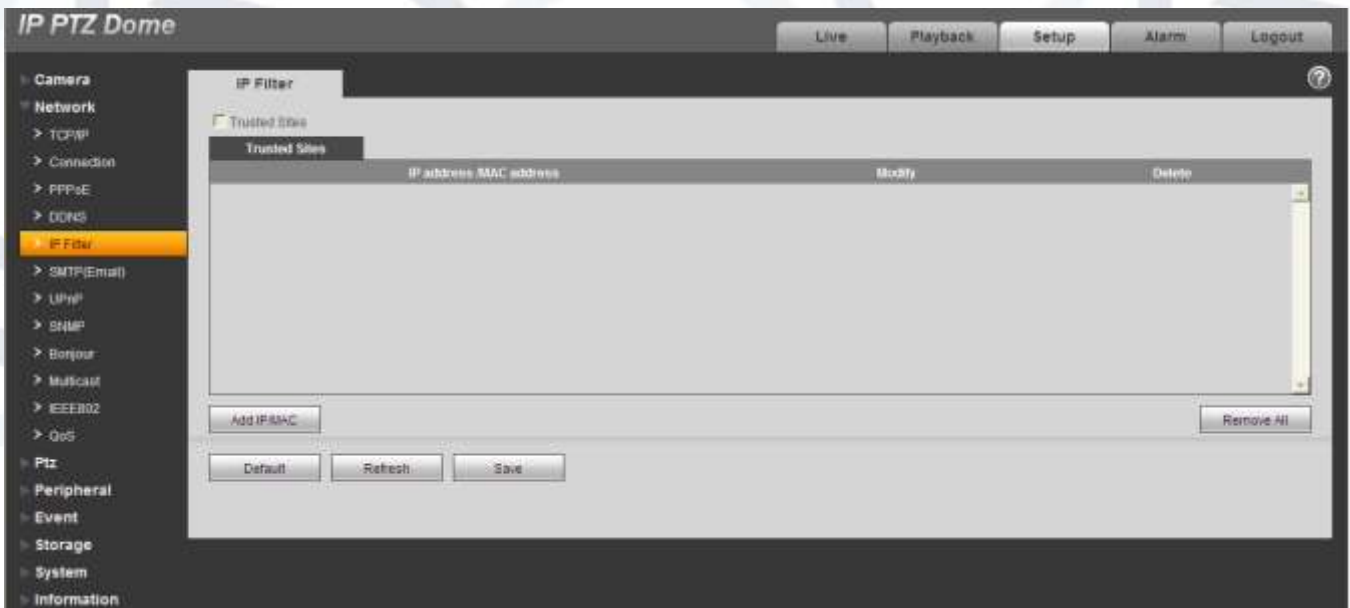 IP PTZ Dome
Live
Playback
Setup
Alarm
Logout
Camera
Network
TCP/IP
Connection
PPPoE
DDNS
IP Filter
SMTP(Email)
UPnP
SNMP
Bonjour
Multicast
IEEE802
QoS
Ptz
Peripheral
Event
Storage
System
Information
IP Filter
?
Trusted Sites
Trusted Sites
IP address /MAC address
Modify
Delete
Add IP/MAC
Remove All
Default
Refresh
Save